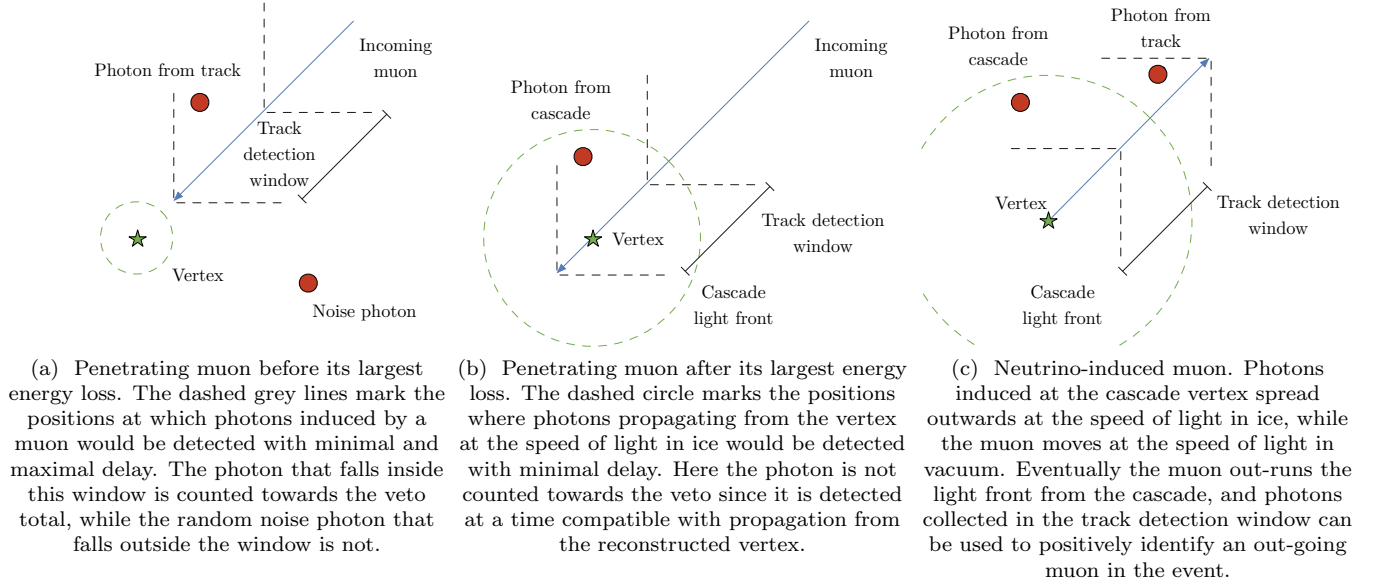 Photon from track
Incoming
muon
Track
detection
window
Vertex
Noise photon
(a) Penetrating muon before its largest
energy loss. The dashed grey lines mark the
positions at which photons induced by a
muon would be detected with minimal and
maximal delay. The photon that falls inside
this window is counted towards the veto
total, while the random noise photon that
falls outside the window is not.
Incoming
muon
Photon from
cascade
Vertex
Track detection
window
Cascade
light front
(b) Penetrating muon after its largest energy
loss. The dashed circle marks the positions
where photons propagating from the vertex
at the speed of light in ice would be detected
with minimal delay. Here the photon is not
counted towards the veto since it is detected
at a time compatible with propagation from
the reconstructed vertex.
Photon from
track
Photon from
cascade
Vertex
Track detection
window
Cascade
light front
(c) Neutrino-induced muon. Photons
induced at the cascade vertex spread
outwards at the speed of light in ice, while
the muon moves at the speed of light in
vacuum. Eventually the muon out-runs the
light front from the cascade, and photons
collected in the track detection window can
be used to positively identify an out-going
muon in the event.